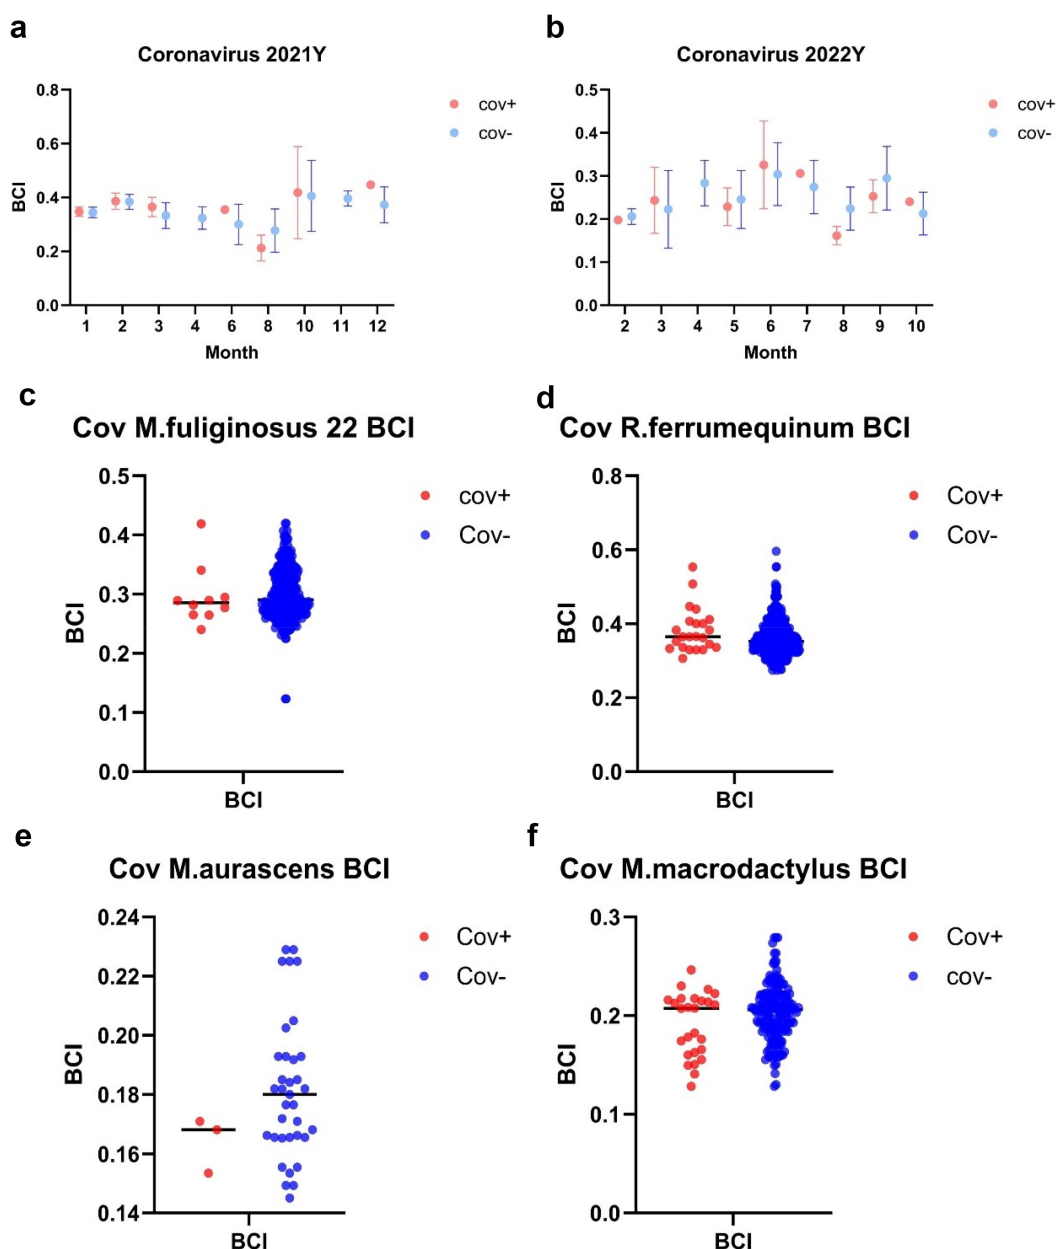 a
Coronavirus 2021Y
0.8
0.6
0.4
0.2
0.0
BCI
1 2 3 4 6 8 10 11 12
Month
cov+
cov-
b
Coronavirus 2022Y
0.5
0.4
0.3
0.2
0.1
0.0
BCI
2 3 4 5 6 7 8 9 10
Month
cov+
cov-
c
Cov M.fuliginosus 22 BCI
0.5
0.4
0.3
0.2
0.1
0.0
BCI
BCI
cov+
Cov-
d
Cov R.ferrumequinum BCI
0.8
0.6
0.4
0.2
0.0
BCI
BCI
Cov+
Cov-
e
Cov M.aurascens BCI
0.24
0.22
0.20
0.18
0.16
0.14
BCI
BCI
Cov+
Cov-
f
Cov M.macrodactylus BCI
0.3
0.2
0.1
0.0
BCI
BCI
Cov+
cov-